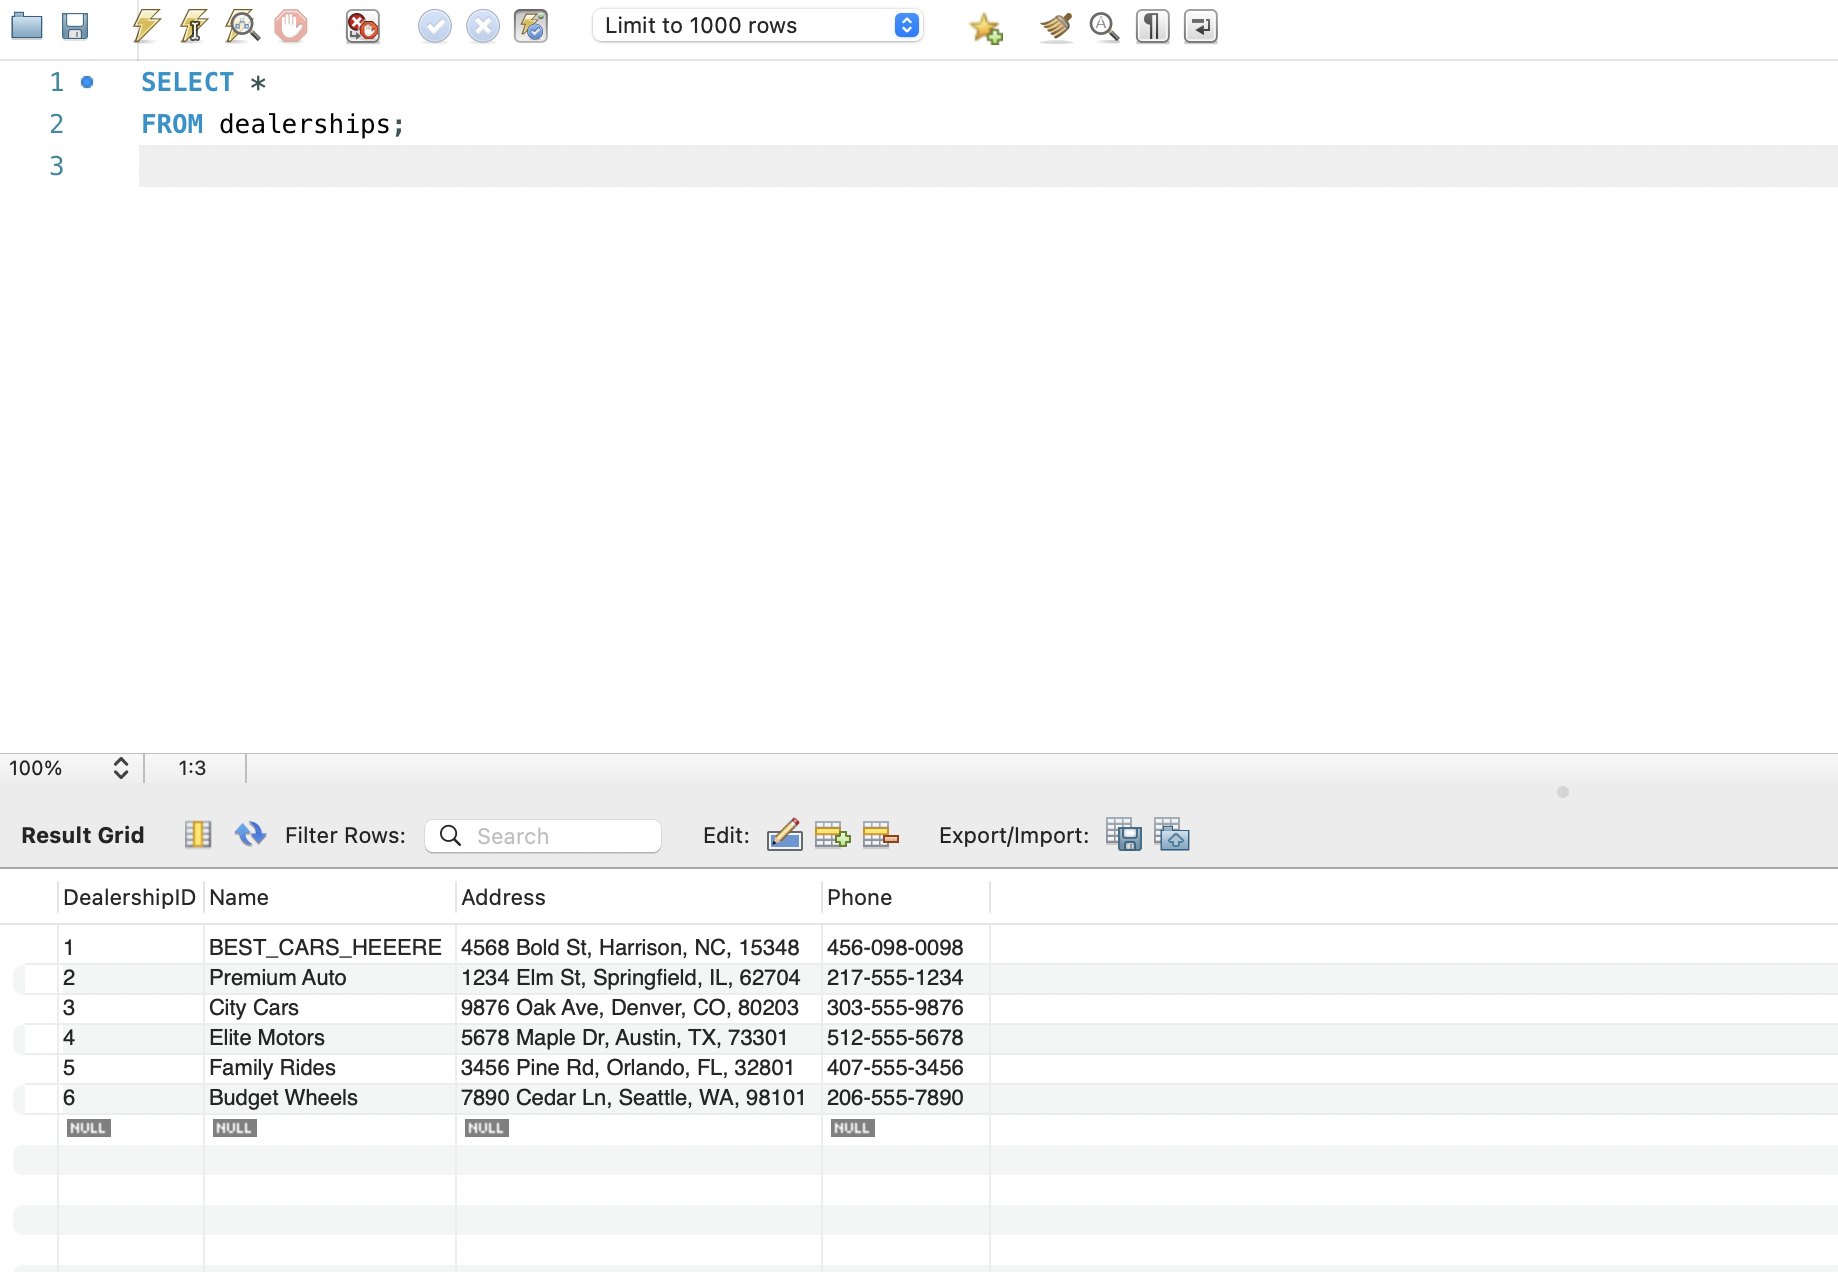 Limit to 1000 rows
1 SELECT *
2 FROM dealerships;
3
100% 1:3
Result Grid Filter Rows: Search Edit: Export/Import:
DealershipID Name Address Phone
1 BEST_CARS_HEEERE 4568 Bold St, Harrison, NC, 15348 456-098-0098
2 Premium Auto 1234 Elm St, Springfield, IL, 62704 217-555-1234
3 City Cars 9876 Oak Ave, Denver, CO, 80203 303-555-9876
4 Elite Motors 5678 Maple Dr, Austin, TX, 73301 512-555-5678
5 Family Rides 3456 Pine Rd, Orlando, FL, 32801 407-555-3456
6 Budget Wheels 7890 Cedar Ln, Seattle, WA, 98101 206-555-7890
NULL NULL NULL NULL